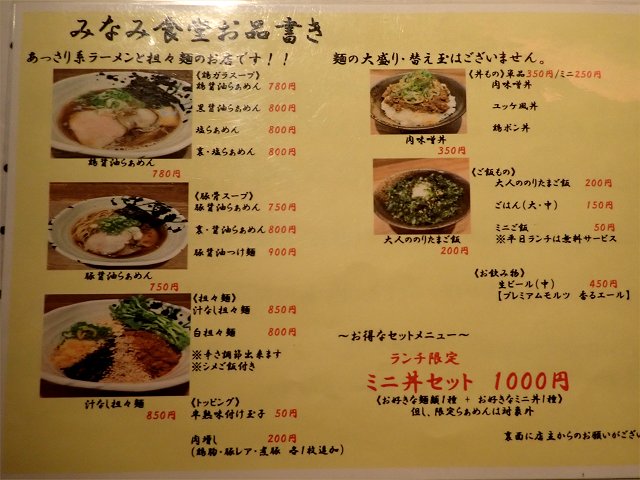 みなみ食堂お品書き
あっさり系ラーメンと担々麺のお店です！！
《鶏ガラスープ》
鶏醤油らぁめん 780円
黒醤油らぁめん 800円
塩らぁめん 800円
裏・塩らぁめん 800円
鶏醤油らぁめん
780円
《豚骨スープ》
豚醤油らぁめん 750円
裏・醤油らぁめん 800円
豚醤油つけ麺 900円
豚醤油らぁめん
750円
《担々麺》
汁なし担々麺 850円
白担々麺 800円
※辛さ調節出来ます
※シメご飯付き
汁なし担々麺
850円
《トッピング》
半熟味付け玉子 50円
肉増し 200円
(鶏胸・豚レア・煮豚 各1枚追加)
麺の大盛り・替え玉はございません。
《丼もの》単品350円/ミニ250円
肉味噌丼
ユッケ風丼
鶏ポン丼
肉味噌丼
350円
《ご飯もの》
大人ののりたまご飯 200円
ごはん(大・中) 150円
ミニご飯 50円
※平日ランチは無料サービス
大人ののりたまご飯
200円
《お飲み物》
生ビール(中) 450円
【プレミアムモルツ 香るエール】
～お得なセットメニュー～
ランチ限定
ミニ丼セット 1000円
《お好きな麺類1種 + お好きなミニ丼1種》
但し、限定らぁめんは対象外
裏面に店主からのお願いがござい